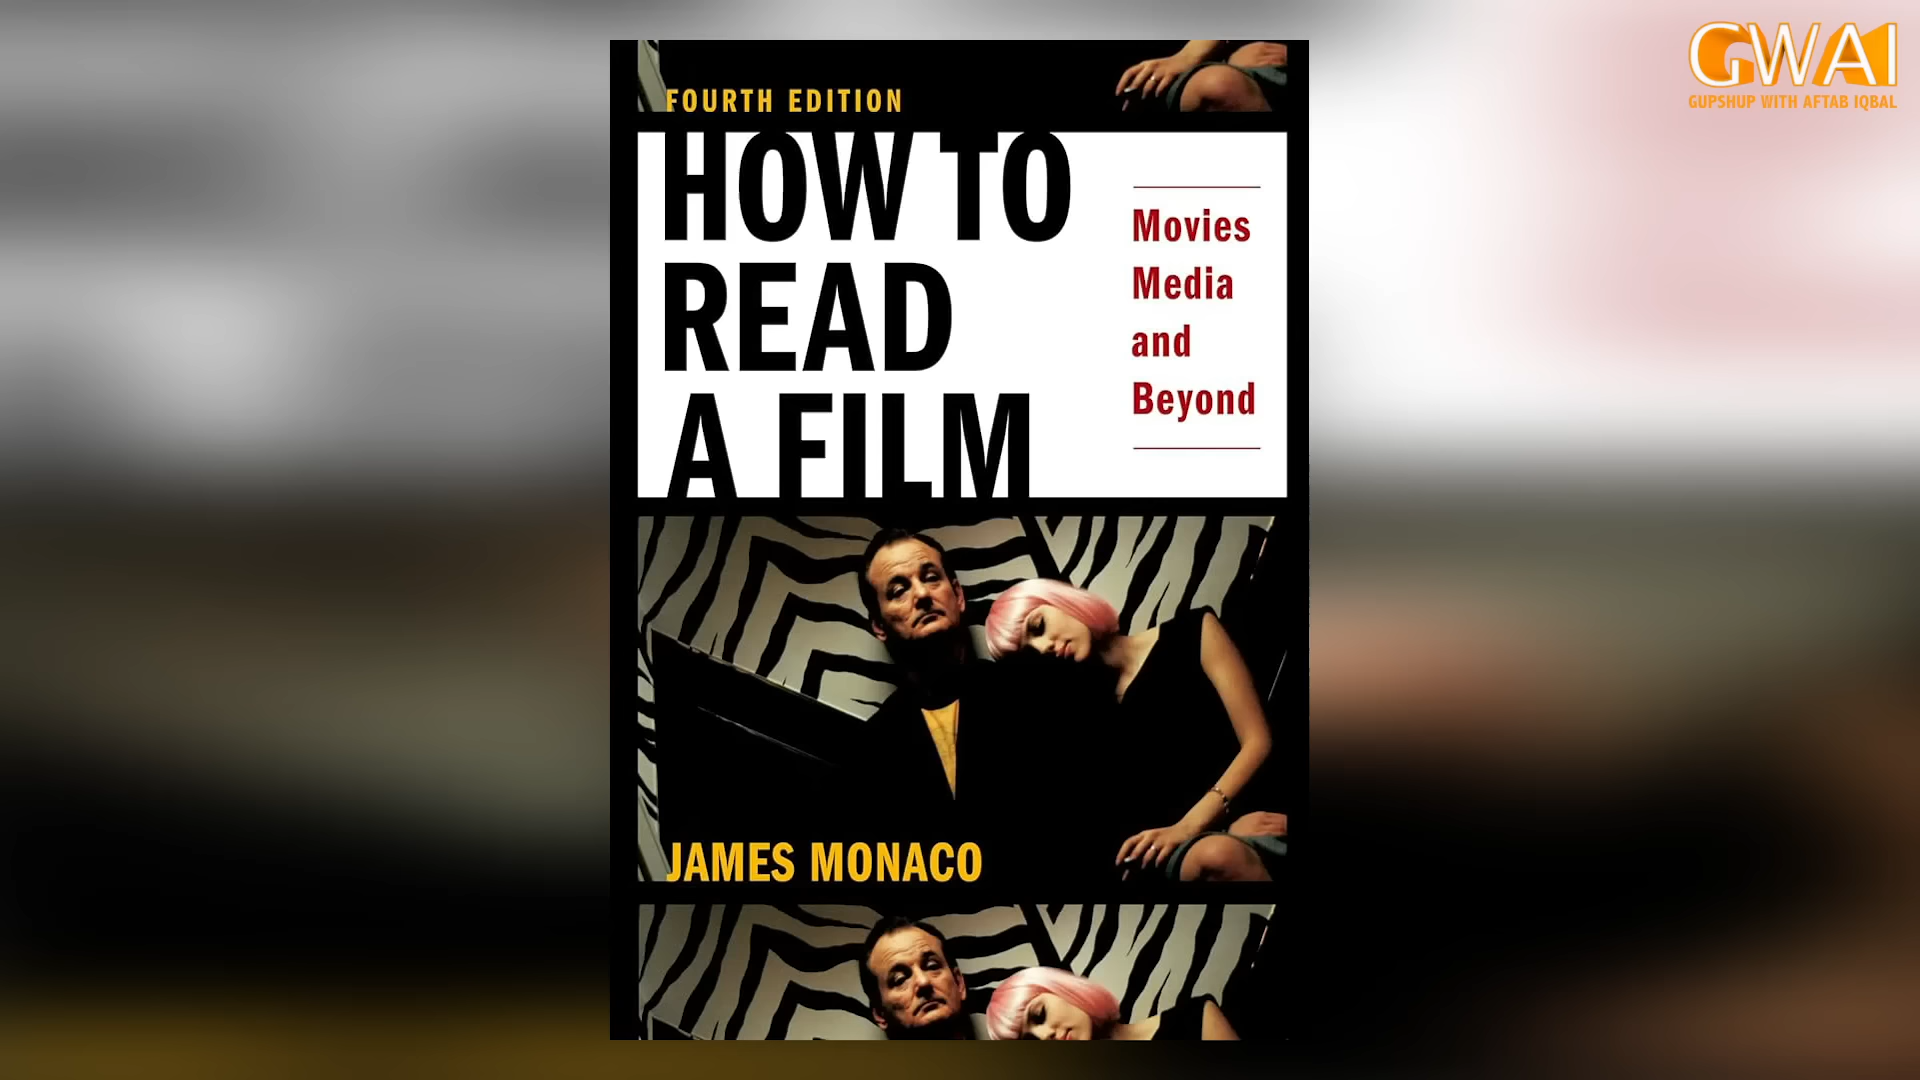 GWAI
GUPSHUP WITH AFTAB IQBAL
FOURTH EDITION
HOW TO
READ
A FILM
Movies
Media
and
Beyond
JAMES MONACO